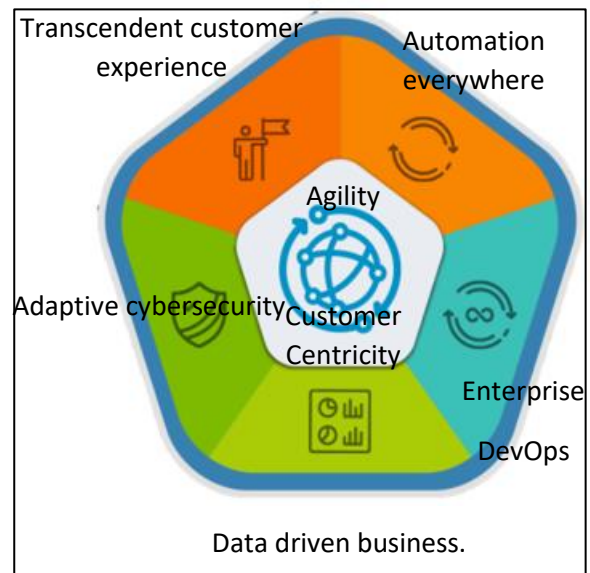 Transcendent customer
experience
Automation
everywhere
Agility
Adaptive cybersecurity
Customer
Centricity
Enterprise
DevOps
Data driven business.